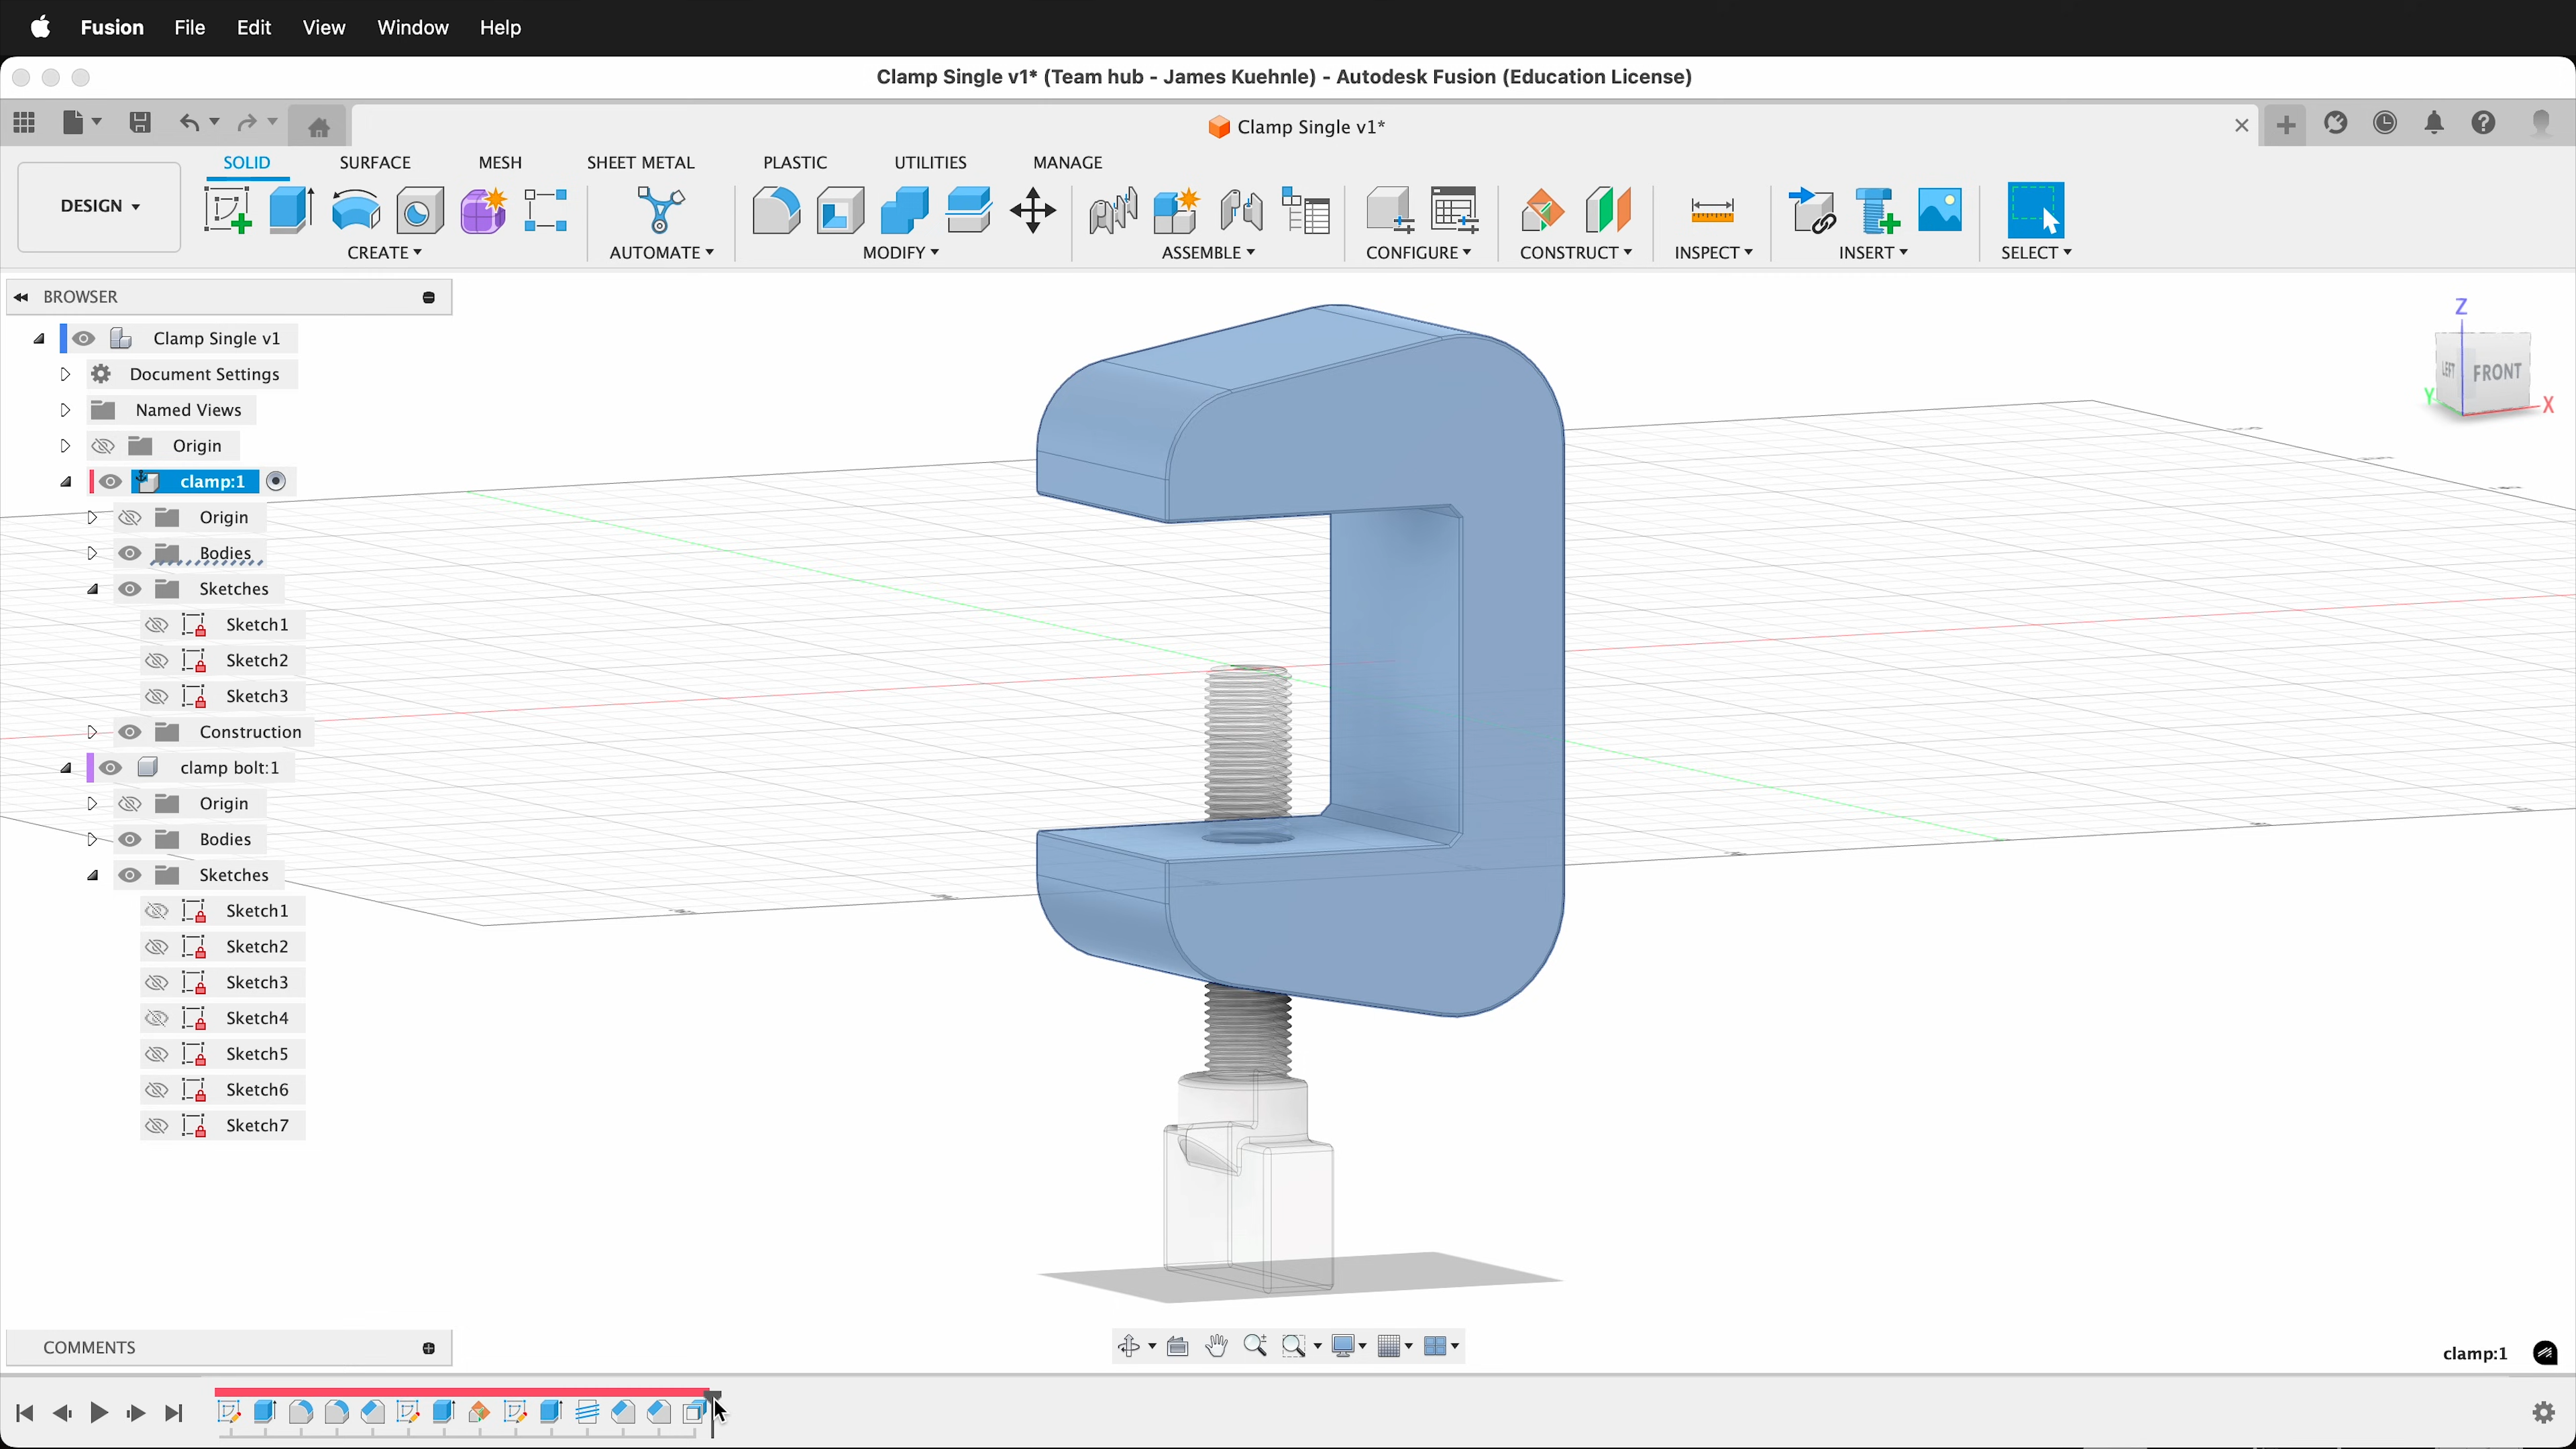 Fusion File Edit View Window Help
Clamp Single v1* (Team hub - James Kuehnle) - Autodesk Fusion (Education License)
Clamp Single v1*
SOLID SURFACE MESH SHEET METAL PLASTIC UTILITIES MANAGE
DESIGN
CREATE AUTOMATE MODIFY ASSEMBLE CONFIGURE CONSTRUCT INSPECT INSERT SELECT
BROWSER
Clamp Single v1
Document Settings
Named Views
Origin
clamp:1
Origin
Bodies
Sketches
Sketch1
Sketch2
Sketch3
Construction
clamp bolt:1
Origin
Bodies
Sketches
Sketch1
Sketch2
Sketch3
Sketch4
Sketch5
Sketch6
Sketch7
Z
LEFT FRONT
Y X
COMMENTS
clamp:1